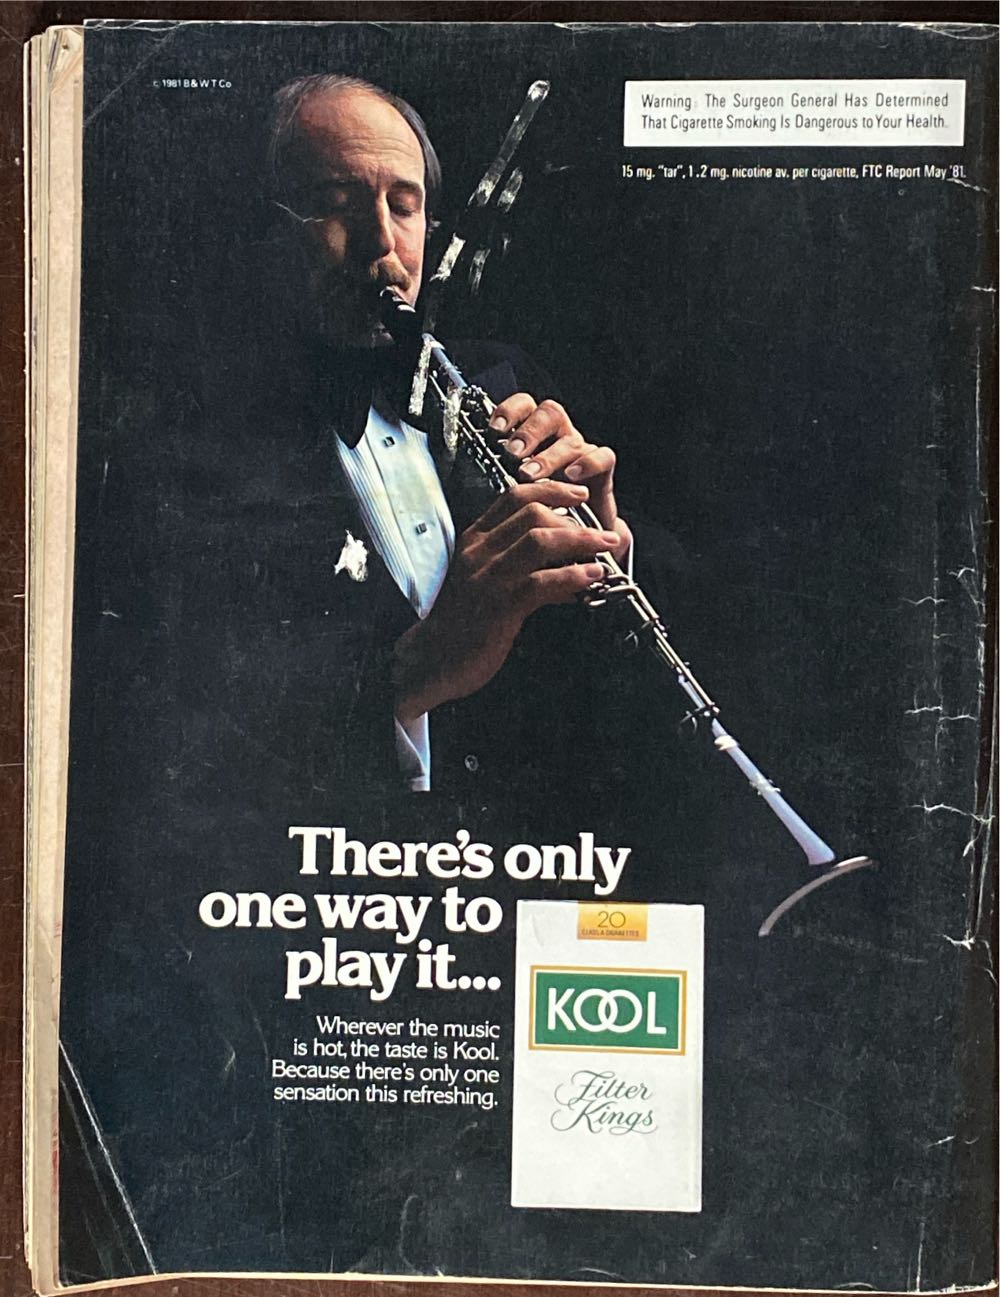 c 1981 B & W T Co
Warning: The Surgeon General Has Determined
That Cigarette Smoking Is Dangerous to Your Health.
15 mg. "tar", 1.2 mg. nicotine av. per cigarette, FTC Report May '81.
There's only
one way to
play it...
Wherever the music
is hot, the taste is Kool.
Because there's only one
sensation this refreshing.
20
CLASS A CIGARETTES
KOOL
Filter
Kings